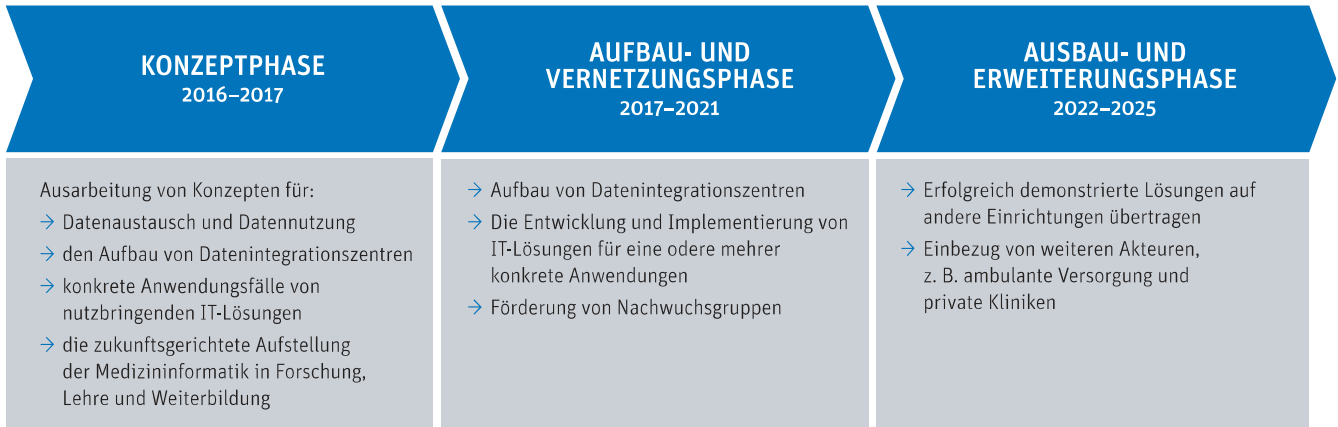 KONZEPTPHASE
2016–2017
Ausarbeitung von Konzepten für:
→ Datenaustausch und Datennutzung
→ den Aufbau von Datenintegrationszentren
→ konkrete Anwendungsfälle von
nutzbringenden IT-Lösungen
→ die zukunftsgerichtete Aufstellung
der Medizininformatik in Forschung,
Lehre und Weiterbildung
AUFBAU- UND
VERNETZUNGSPHASE
2017–2021
→ Aufbau von Datenintegrationszentren
→ Die Entwicklung und Implementierung von
IT-Lösungen für eine odere mehrer
konkrete Anwendungen
→ Förderung von Nachwuchsgruppen
AUSBAU- UND
ERWEITERUNGSPHASE
2022–2025
→ Erfolgreich demonstrierte Lösungen auf
andere Einrichtungen übertragen
→ Einbezug von weiteren Akteuren,
z. B. ambulante Versorgung und
private Kliniken